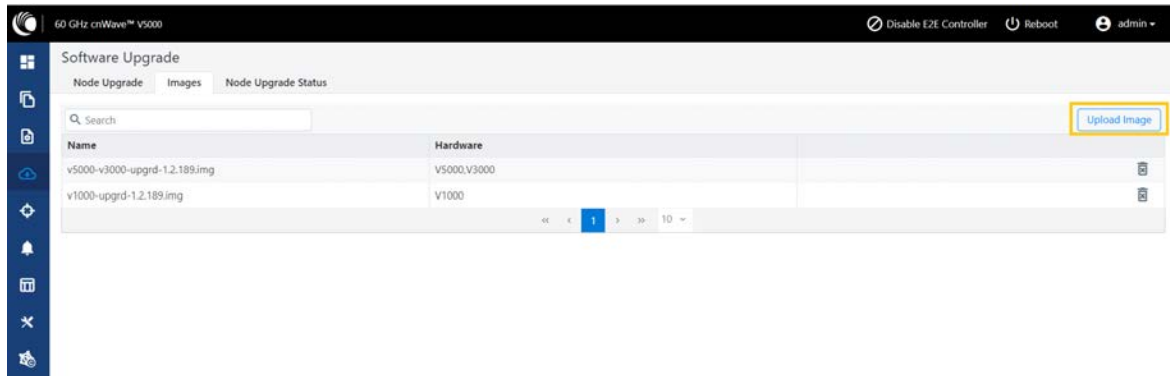 60 GHz cnWave™ V5000 Disable E2E Controller Reboot admin
Software Upgrade
Node Upgrade Images Node Upgrade Status
Search Upload Image
Name Hardware
v5000-v3000-upgrd-1.2.189.img V5000,V3000
v1000-upgrd-1.2.189.img V1000
« ‹ 1 › » 10